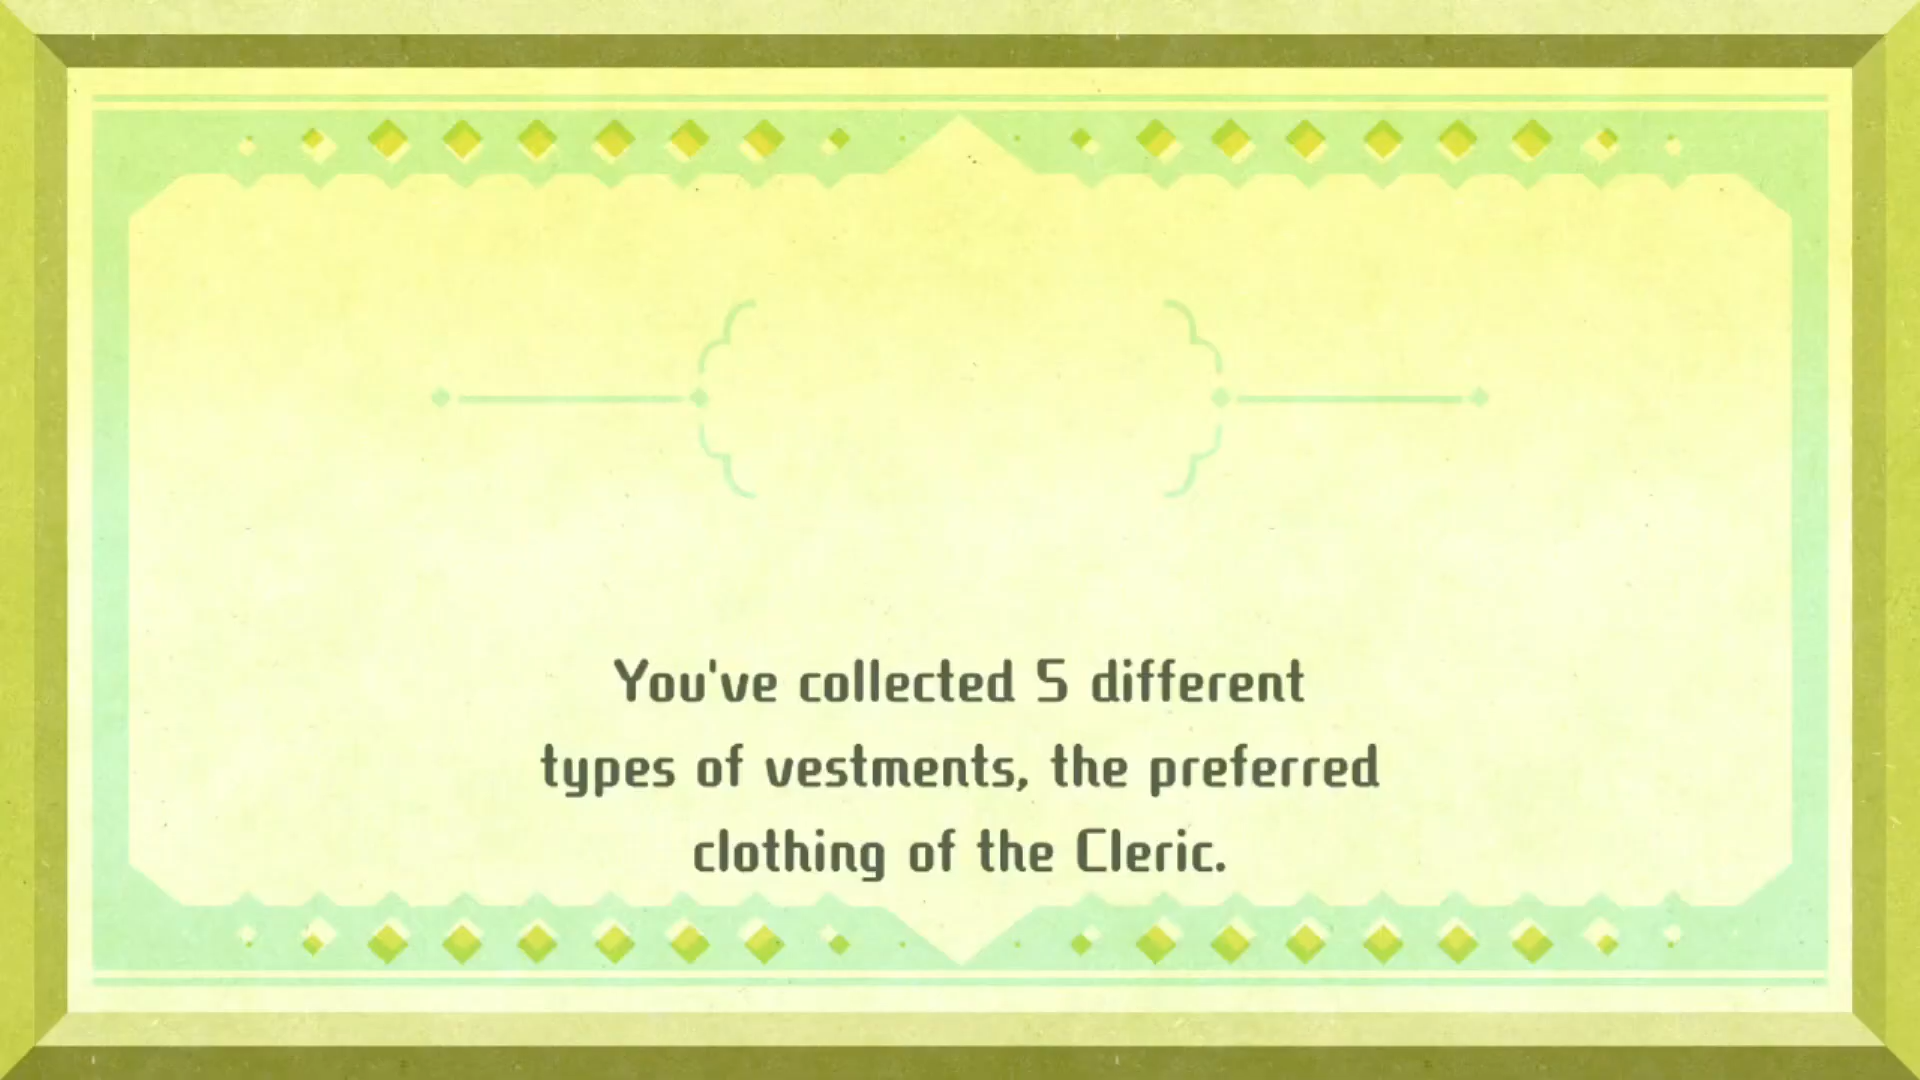 You've collected 5 different
types of vestments, the preferred
clothing of the Cleric.